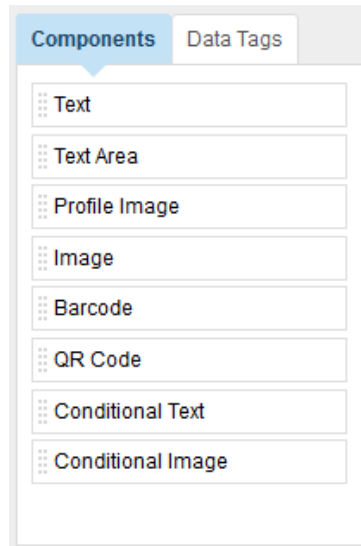 Components Data Tags
Text
Text Area
Profile Image
Image
Barcode
QR Code
Conditional Text
Conditional Image